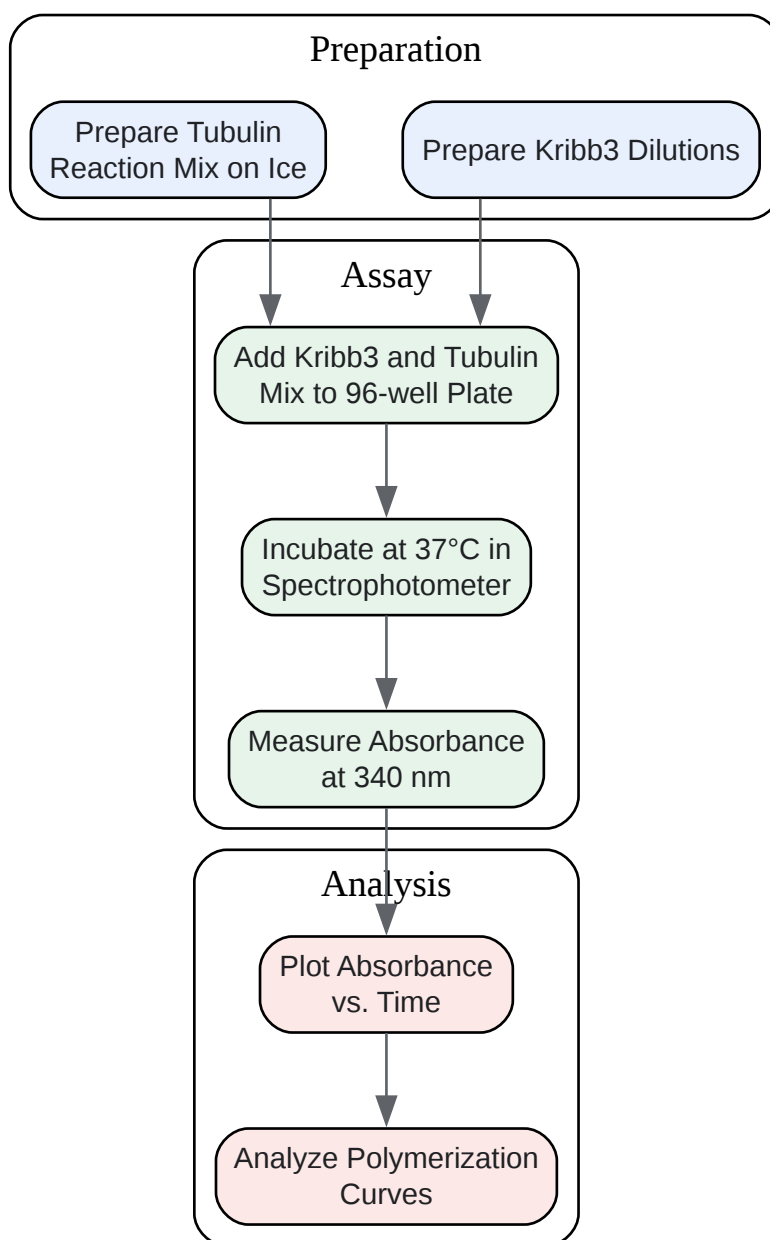 Preparation
Prepare Tubulin
Reaction Mix on Ice
Prepare Kribb3 Dilutions
Assay
Add Kribb3 and Tubulin
Mix to 96-well Plate
Incubate at 37°C in
Spectrophotometer
Measure Absorbance
at 340 nm
Analysis
Plot Absorbance
vs. Time
Analyze Polymerization
Curves